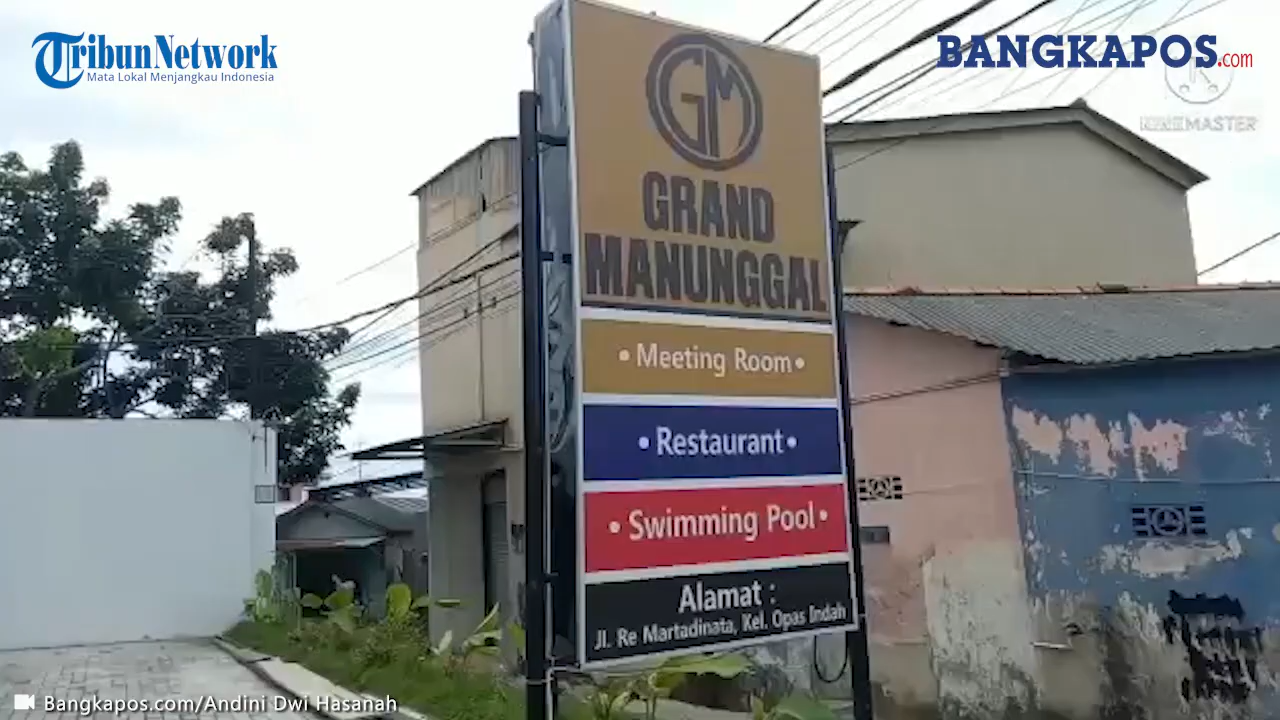 TribunNetwork
Mata Lokal Menjangkau Indonesia
BANGKAPOS.com
K
KINEMASTER
GM
GRAND
MANUNGGAL
• Meeting Room •
• Restaurant •
• Swimming Pool •
Alamat :
Jl. Re Martadinata, Kel. Opas Indah
Bangkapos.com/Andini Dwi Hasanah